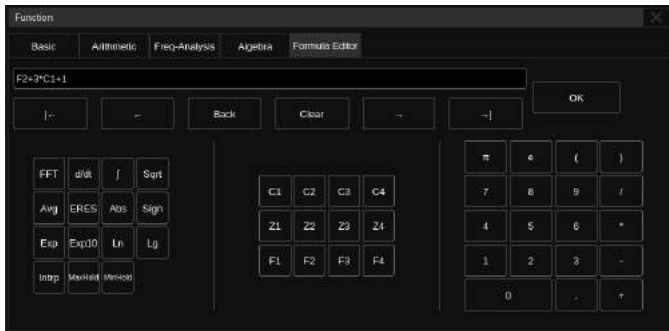 Function
Basic Arithmetic Freq-Analysis Algebra Formula Editor
F2+3*C1+1
OK
|← ← Back Clear → →|
π e ( )
FFT d/dt ∫ Sqrt
C1 C2 C3 C4
7 8 9 /
Avg ERES Abs Sign
Z1 Z2 Z3 Z4
4 5 6 *
Exp Exp10 Ln Lg
F1 F2 F3 F4
1 2 3 -
Intrp MaxHold MinHold
0 . +